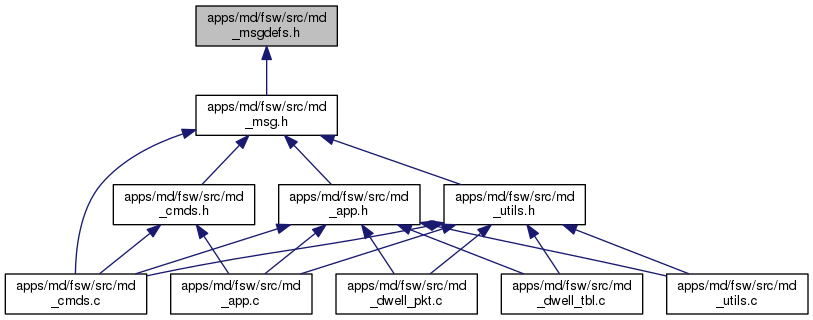 apps/md/fsw/src/md
_msgdefs.h
apps/md/fsw/src/md
_msg.h
apps/md/fsw/src/md
_cmds.h
apps/md/fsw/src/md
_app.h
apps/md/fsw/src/md
_utils.h
apps/md/fsw/src/md
_cmds.c
apps/md/fsw/src/md
_app.c
apps/md/fsw/src/md
_dwell_pkt.c
apps/md/fsw/src/md
_dwell_tbl.c
apps/md/fsw/src/md
_utils.c